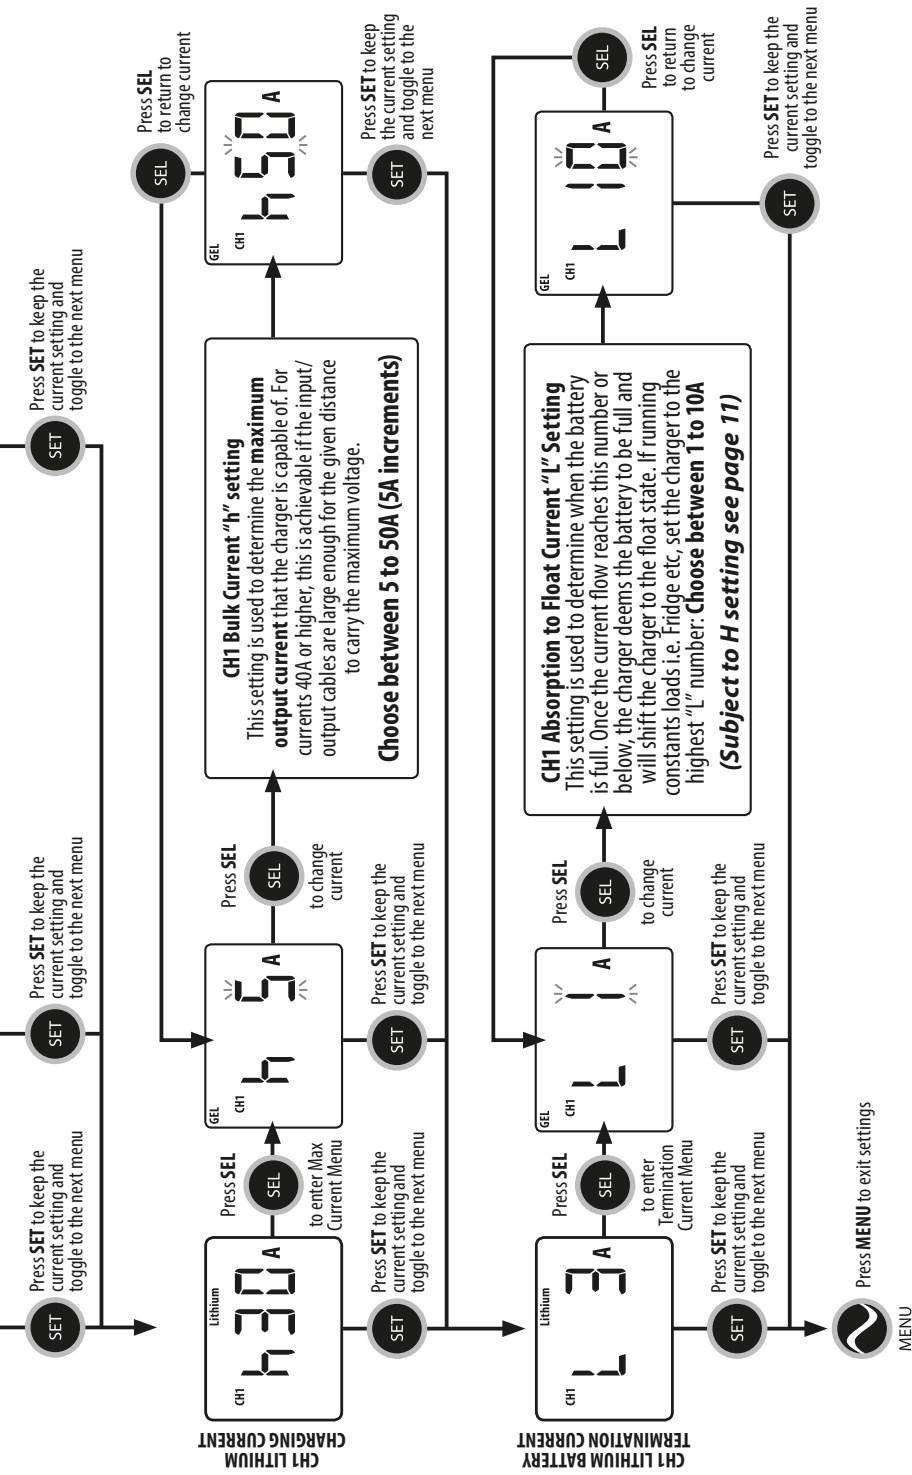 Press SET to keep the
current setting and
toggle to the next menu
SET
Press SET to keep the
current setting and
toggle to the next menu
SET
Press SET to keep the
current setting and
toggle to the next menu
SET
CH1 LITHIUM
CHARGING CURRENT
Lithium
CH1
h 30 A
Press SEL
SEL
to enter Max
Current Menu
GEL
CH1
h 5 A
Press SEL
SEL
to change
current
CH1 Bulk Current “h” setting
This setting is used to determine the maximum
output current that the charger is capable of. For
currents 40A or higher, this is achievable if the input/
output cables are large enough for the given distance
to carry the maximum voltage.
Choose between 5 to 50A (5A increments)
GEL
CH1
h 50 A
SEL
Press SEL
to return to
change current
Press SET to keep the
current setting and
toggle to the next menu
SET
Press SET to keep the
current setting and
toggle to the next menu
SET
Press SET to keep
the current setting
and toggle to the
next menu
SET
CH1 LITHIUM BATTERY
TERMINATION CURRENT
Lithium
CH1
L 3 A
Press SEL
SEL
to enter
Termination
Current Menu
GEL
CH1
L 1 A
Press SEL
SEL
to change
current
CH1 Absorption to Float Current “L” Setting
This setting is used to determine when the battery
is full. Once the current flow reaches this number or
below, the charger deems the battery to be full and
will shift the charger to the float state. If running
constants loads i.e. Fridge etc, set the charger to the
highest “L” number: Choose between 1 to 10A
(Subject to H setting see page 11)
GEL
CH1
L 10 A
SEL
Press SEL
to return
to change
current
Press SET to keep the
current setting and
toggle to the next menu
SET
Press SET to keep the
current setting and
toggle to the next menu
SET
Press SET to keep the
current setting and
toggle to the next menu
SET
Press MENU to exit settings
MENU